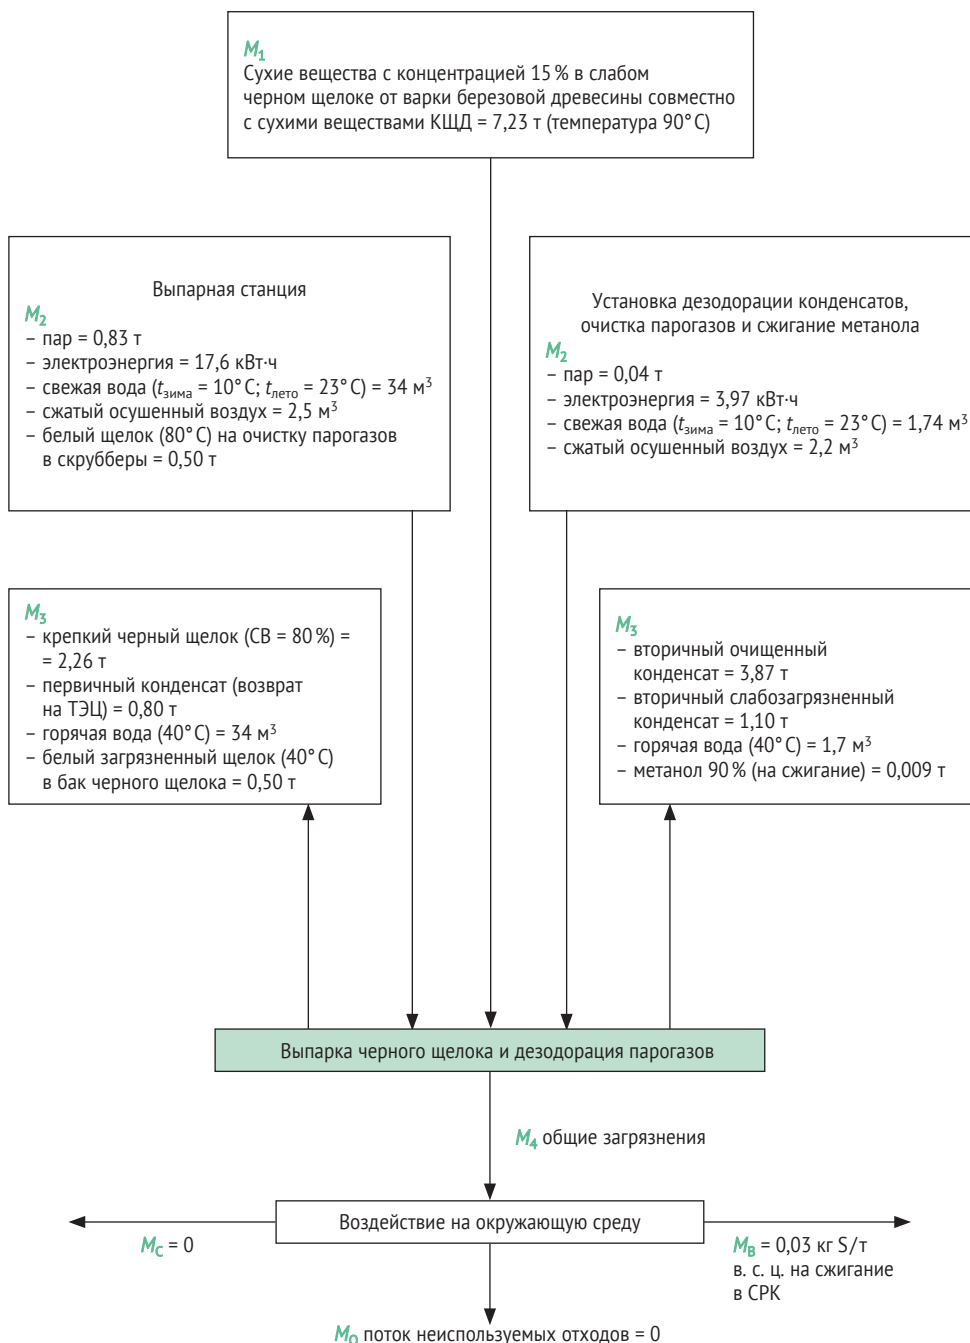 M₁
Сухие вещества с концентрацией 15 % в слабом
черном щелоке от варки березовой древесины совместно
с сухими веществами КЩД = 7,23 т (температура 90° С)
Выпарная станция
M₂
– пар = 0,83 т
– электроэнергия = 17,6 кВт·ч
– свежая вода (tзима = 10° С; tлето = 23° С) = 34 м³
– сжатый осушенный воздух = 2,5 м³
– белый щелок (80° С) на очистку парогазов
в скрубберы = 0,50 т
Установка дезодорации конденсатов,
очистка парогазов и сжигание метанола
M₂
– пар = 0,04 т
– электроэнергия = 3,97 кВт·ч
– свежая вода (tзима = 10° С; tлето = 23° С) = 1,74 м³
– сжатый осушенный воздух = 2,2 м³
M₃
– крепкий черный щелок (СВ = 80 %) =
= 2,26 т
– первичный конденсат (возврат
на ТЭЦ) = 0,80 т
– горячая вода (40° С) = 34 м³
– белый загрязненный щелок (40° С)
в бак черного щелока = 0,50 т
M₃
– вторичный очищенный
конденсат = 3,87 т
– вторичный слабозагрязненный
конденсат = 1,10 т
– горячая вода (40° С) = 1,7 м³
– метанол 90 % (на сжигание) = 0,009 т
Выпарка черного щелока и дезодорация парогазов
M₄ общие загрязнения
Воздействие на окружающую среду
MС = 0
MВ = 0,03 кг S/т
в. с. ц. на сжигание
в СРК
MО поток неиспользуемых отходов = 0